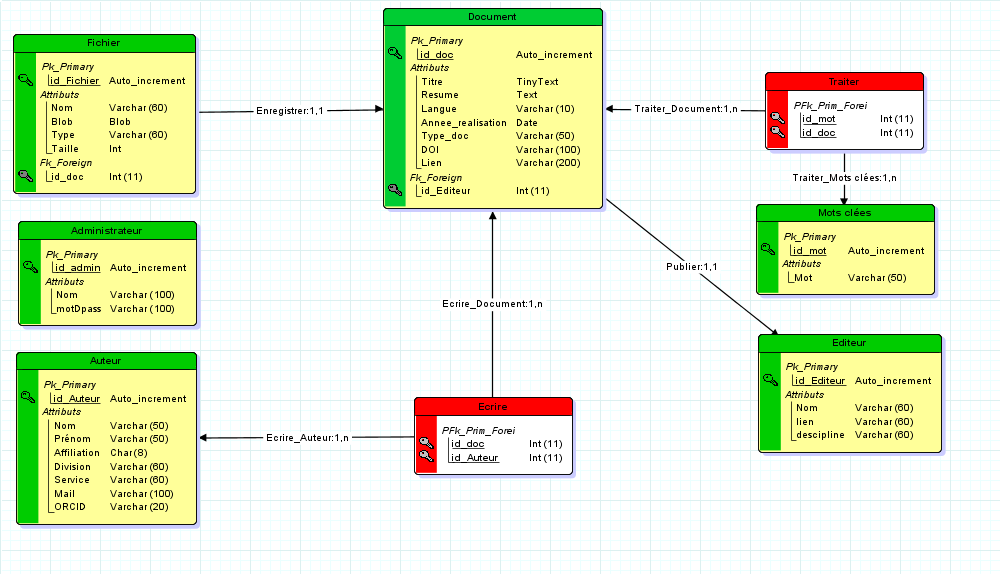 Fichier
Pk_Primary
id_Fichier Auto_increment
Attributs
Nom Varchar (60)
Blob Blob
Type Varchar (60)
Taille Int
Fk_Foreign
id_doc Int (11)
Enregistrer:1,1
Document
Pk_Primary
id_doc Auto_increment
Attributs
Titre TinyText
Resume Text
Langue Varchar (10)
Annee_realisation Date
Type_doc Varchar (50)
DOI Varchar (100)
Lien Varchar (200)
Fk_Foreign
id_Editeur Int (11)
Traiter_Document:1,n
Traiter
PFk_Prim_Forei
id_mot Int (11)
id_doc Int (11)
Traiter_Mots clées:1,n
Mots clées
Pk_Primary
id_mot Auto_increment
Attributs
Mot Varchar (50)
Administrateur
Pk_Primary
id_admin Auto_increment
Attributs
Nom Varchar (100)
motDpass Varchar (100)
Publier:1,1
Ecrire_Document:1,n
Editeur
Pk_Primary
id_Editeur Auto_increment
Attributs
Nom Varchar (60)
lien Varchar (60)
descipline Varchar (60)
Auteur
Pk_Primary
id_Auteur Auto_increment
Attributs
Nom Varchar (50)
Prénom Varchar (50)
Affiliation Char (8)
Division Varchar (60)
Service Varchar (60)
Mail Varchar (100)
ORCID Varchar (20)
Ecrire_Auteur:1,n
Ecrire
PFk_Prim_Forei
id_doc Int (11)
id_Auteur Int (11)